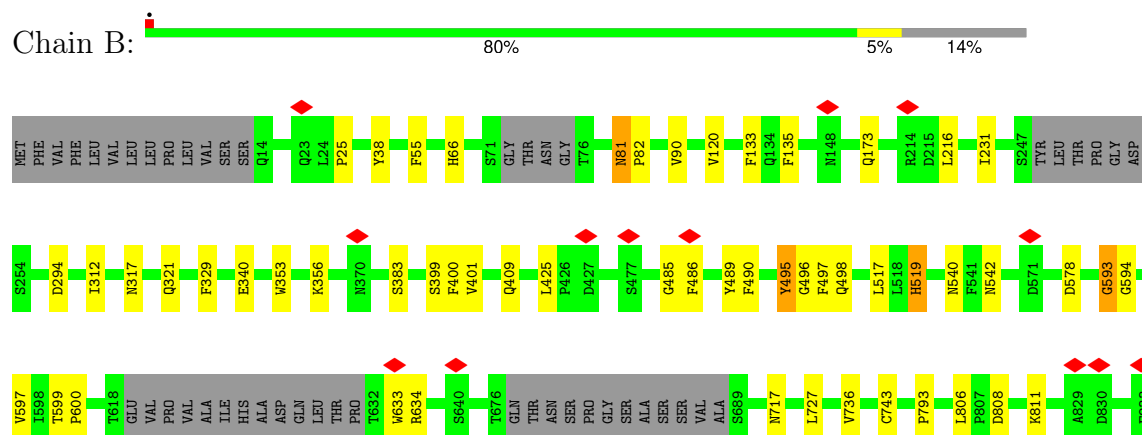 Chain B:
80% 5% 14%
MET PHE VAL PHE LEU VAL LEU LEU PRO LEU VAL SER SER Q14 Q23 L24 P25 Y38 F55 H66 S71 GLY THR ASN GLY T76 N81 P82 V90 V120 F133 Q134 F135 N148 Q173 R214 D215 L216 I231 S247 TYR LEU THR PRO GLY ASP
S254 D294 I312 N317 Q321 F329 E340 W353 K356 N370 S383 S399 F400 V401 Q409 L425 P426 D427 S477 G485 F486 Y489 F490 Y495 G496 F497 Q498 L517 L518 H519 N540 F541 N542 D571 D578 G593 G594
V597 I598 T599 P600 T618 GLU VAL PRO VAL ALA ILE HIS ALA ASP GLN LEU THR PRO T632 W633 R634 S640 T676 GLN THR ASN SER PRO GLY SER ALA SER SER VAL ALA S689 N717 L727 V736 C743 P793 L806 P807 D808 K811 A829 D830